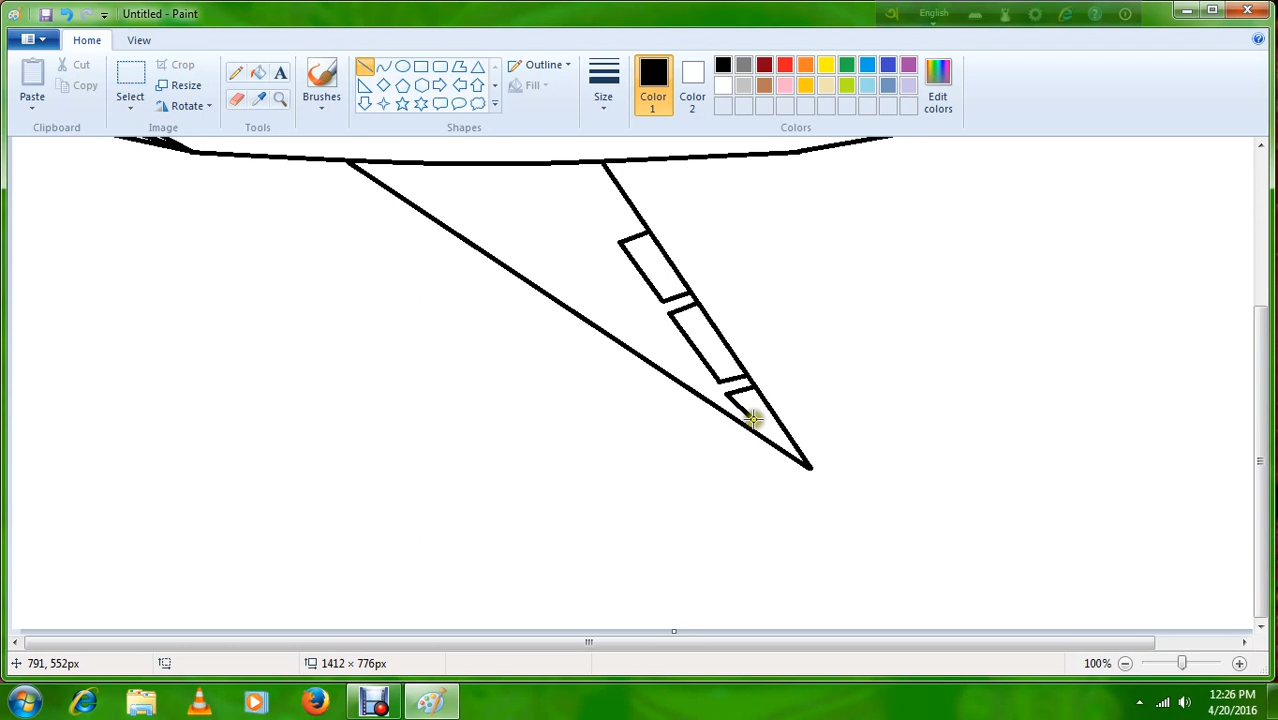 Untitled - Paint
English
Home
View
Paste
Cut
Copy
Clipboard
Select
Crop
Resize
Rotate
Image
A
Tools
Brushes
Outline
Fill
Shapes
Size
Color
1
Color
2
Edit
colors
Colors
791, 552px
1412 × 776px
100%
12:26 PM
4/20/2016